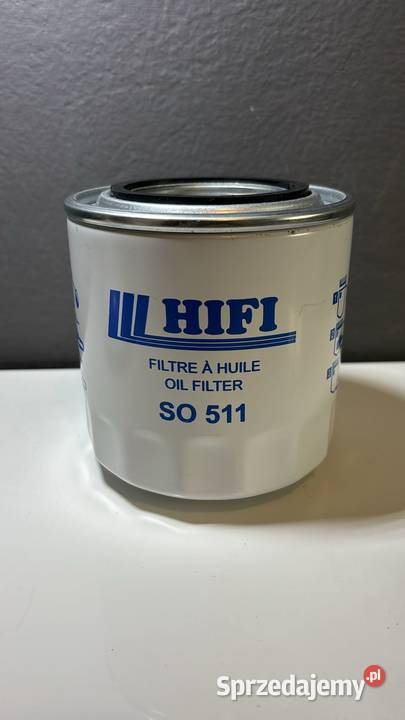 HIFI
FILTRE À HUILE
OIL FILTER
SO 511
Sprzedajemy.pl